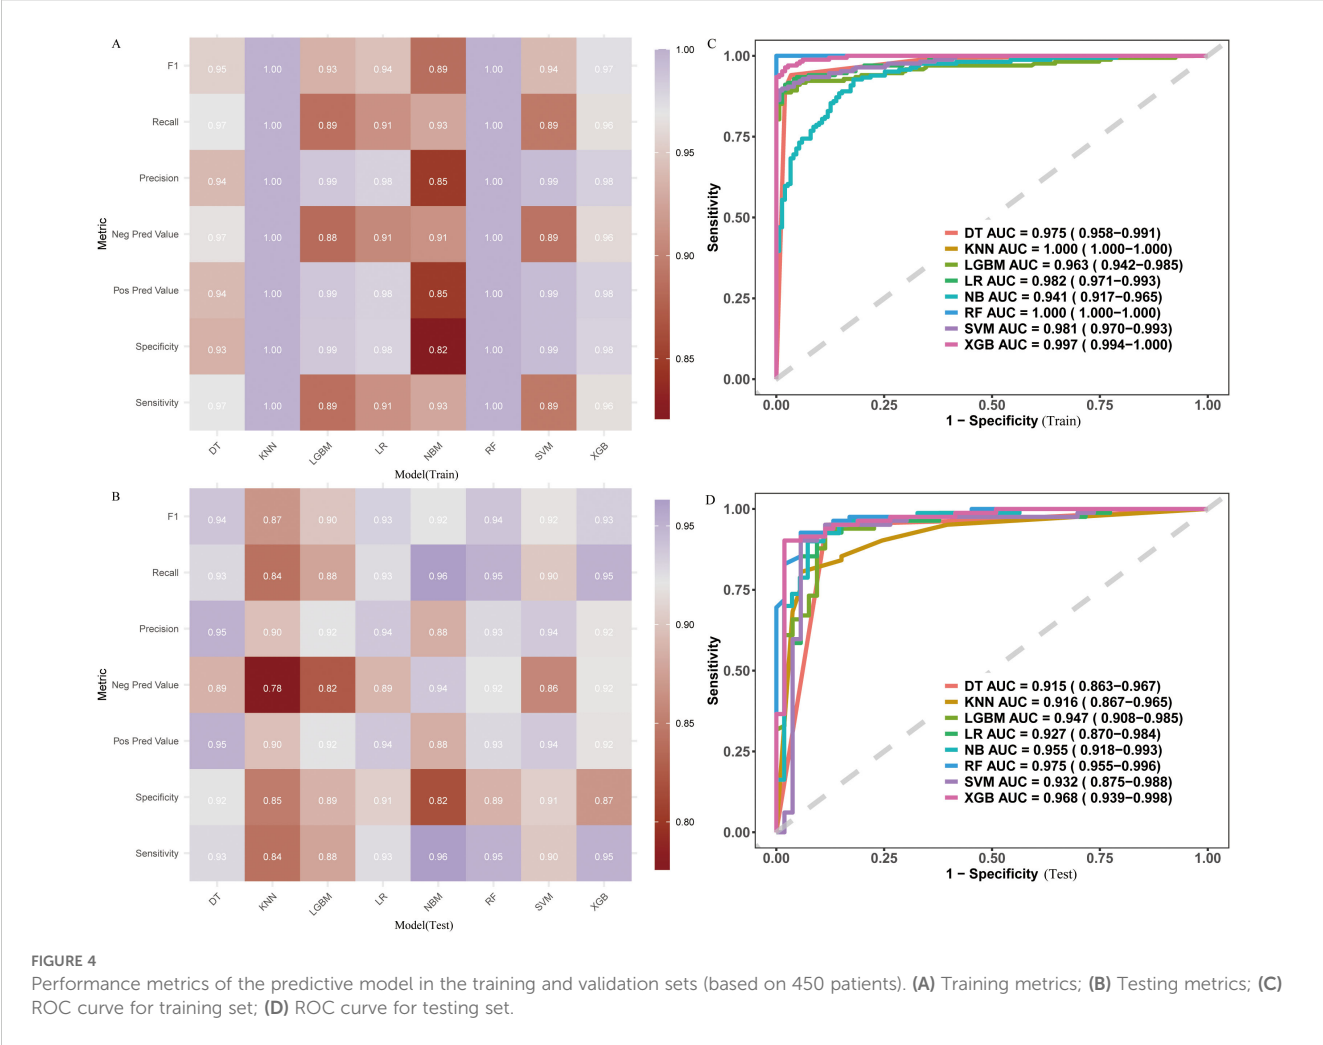 A
F1 0.95 1.00 0.93 0.94 0.89 1.00 0.94 0.97
Recall 0.97 1.00 0.89 0.91 0.93 1.00 0.89 0.96
Precision 0.94 1.00 0.99 0.98 0.85 1.00 0.99 0.98
Neg Pred Value 0.97 1.00 0.88 0.91 0.91 1.00 0.89 0.96
Pos Pred Value 0.94 1.00 0.99 0.98 0.85 1.00 0.99 0.98
Specificity 0.93 1.00 0.99 0.98 0.82 1.00 0.99 0.98
Sensitivity 0.97 1.00 0.89 0.91 0.93 1.00 0.89 0.96
Metric
DT KNN LGBM LR NBM RF SVM XGB
Model(Train)
1.00
0.95
0.90
0.85
C
1.00
0.75
0.50
0.25
0.00
Sensitivity
DT AUC = 0.975 ( 0.958−0.991)
KNN AUC = 1.000 ( 1.000−1.000)
LGBM AUC = 0.963 ( 0.942−0.985)
LR AUC = 0.982 ( 0.971−0.993)
NB AUC = 0.941 ( 0.917−0.965)
RF AUC = 1.000 ( 1.000−1.000)
SVM AUC = 0.981 ( 0.970−0.993)
XGB AUC = 0.997 ( 0.994−1.000)
0.00 0.25 0.50 0.75 1.00
1 − Specificity (Train)
B
F1 0.94 0.87 0.90 0.93 0.92 0.94 0.92 0.93
Recall 0.93 0.84 0.88 0.93 0.96 0.95 0.90 0.95
Precision 0.95 0.90 0.92 0.94 0.88 0.93 0.94 0.92
Neg Pred Value 0.89 0.78 0.82 0.89 0.94 0.92 0.86 0.92
Pos Pred Value 0.95 0.90 0.92 0.94 0.88 0.93 0.94 0.92
Specificity 0.92 0.85 0.89 0.91 0.82 0.89 0.91 0.87
Sensitivity 0.93 0.84 0.88 0.93 0.96 0.95 0.90 0.95
Metric
DT KNN LGBM LR NBM RF SVM XGB
Model(Test)
0.95
0.90
0.85
0.80
D
1.00
0.75
0.50
0.25
0.00
Sensitivity
DT AUC = 0.915 ( 0.863−0.967)
KNN AUC = 0.916 ( 0.867−0.965)
LGBM AUC = 0.947 ( 0.908−0.985)
LR AUC = 0.927 ( 0.870−0.984)
NB AUC = 0.955 ( 0.918−0.993)
RF AUC = 0.975 ( 0.955−0.996)
SVM AUC = 0.932 ( 0.875−0.988)
XGB AUC = 0.968 ( 0.939−0.998)
0.00 0.25 0.50 0.75 1.00
1 − Specificity (Test)
FIGURE 4
Performance metrics of the predictive model in the training and validation sets (based on 450 patients). (A) Training metrics; (B) Testing metrics; (C)
ROC curve for training set; (D) ROC curve for testing set.